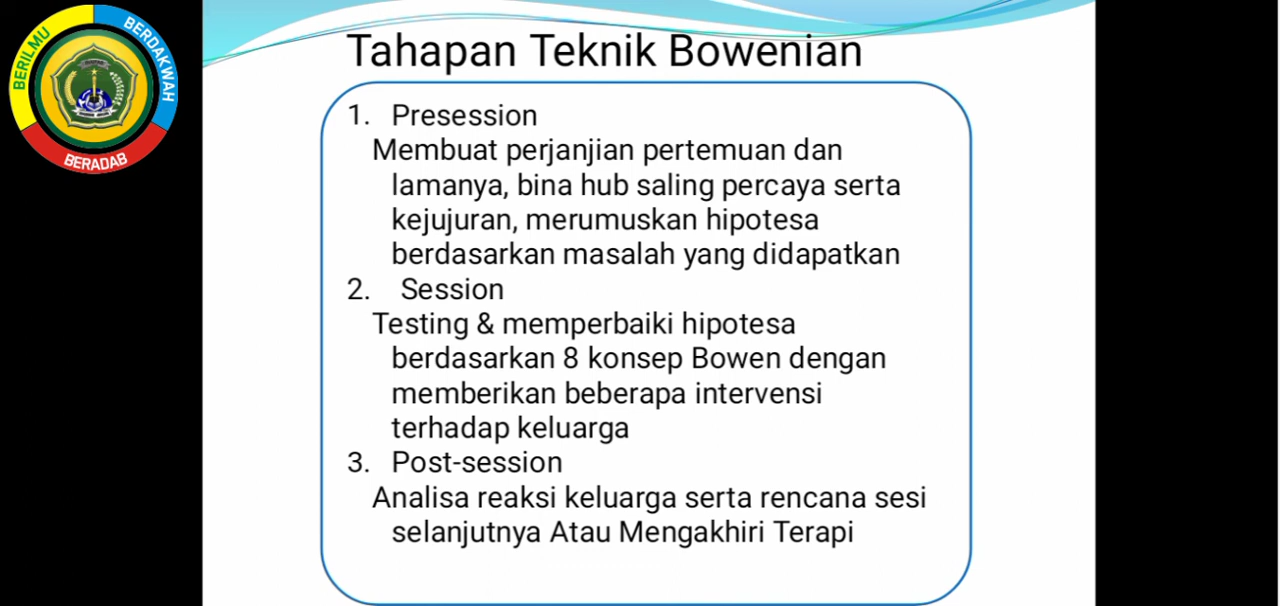 BERILMU
BERDAKWAH
BERADAB
Tahapan Teknik Bowenian
1. Presession
Membuat perjanjian pertemuan dan
lamanya, bina hub saling percaya serta
kejujuran, merumuskan hipotesa
berdasarkan masalah yang didapatkan
2. Session
Testing & memperbaiki hipotesa
berdasarkan 8 konsep Bowen dengan
memberikan beberapa intervensi
terhadap keluarga
3. Post-session
Analisa reaksi keluarga serta rencana sesi
selanjutnya Atau Mengakhiri Terapi